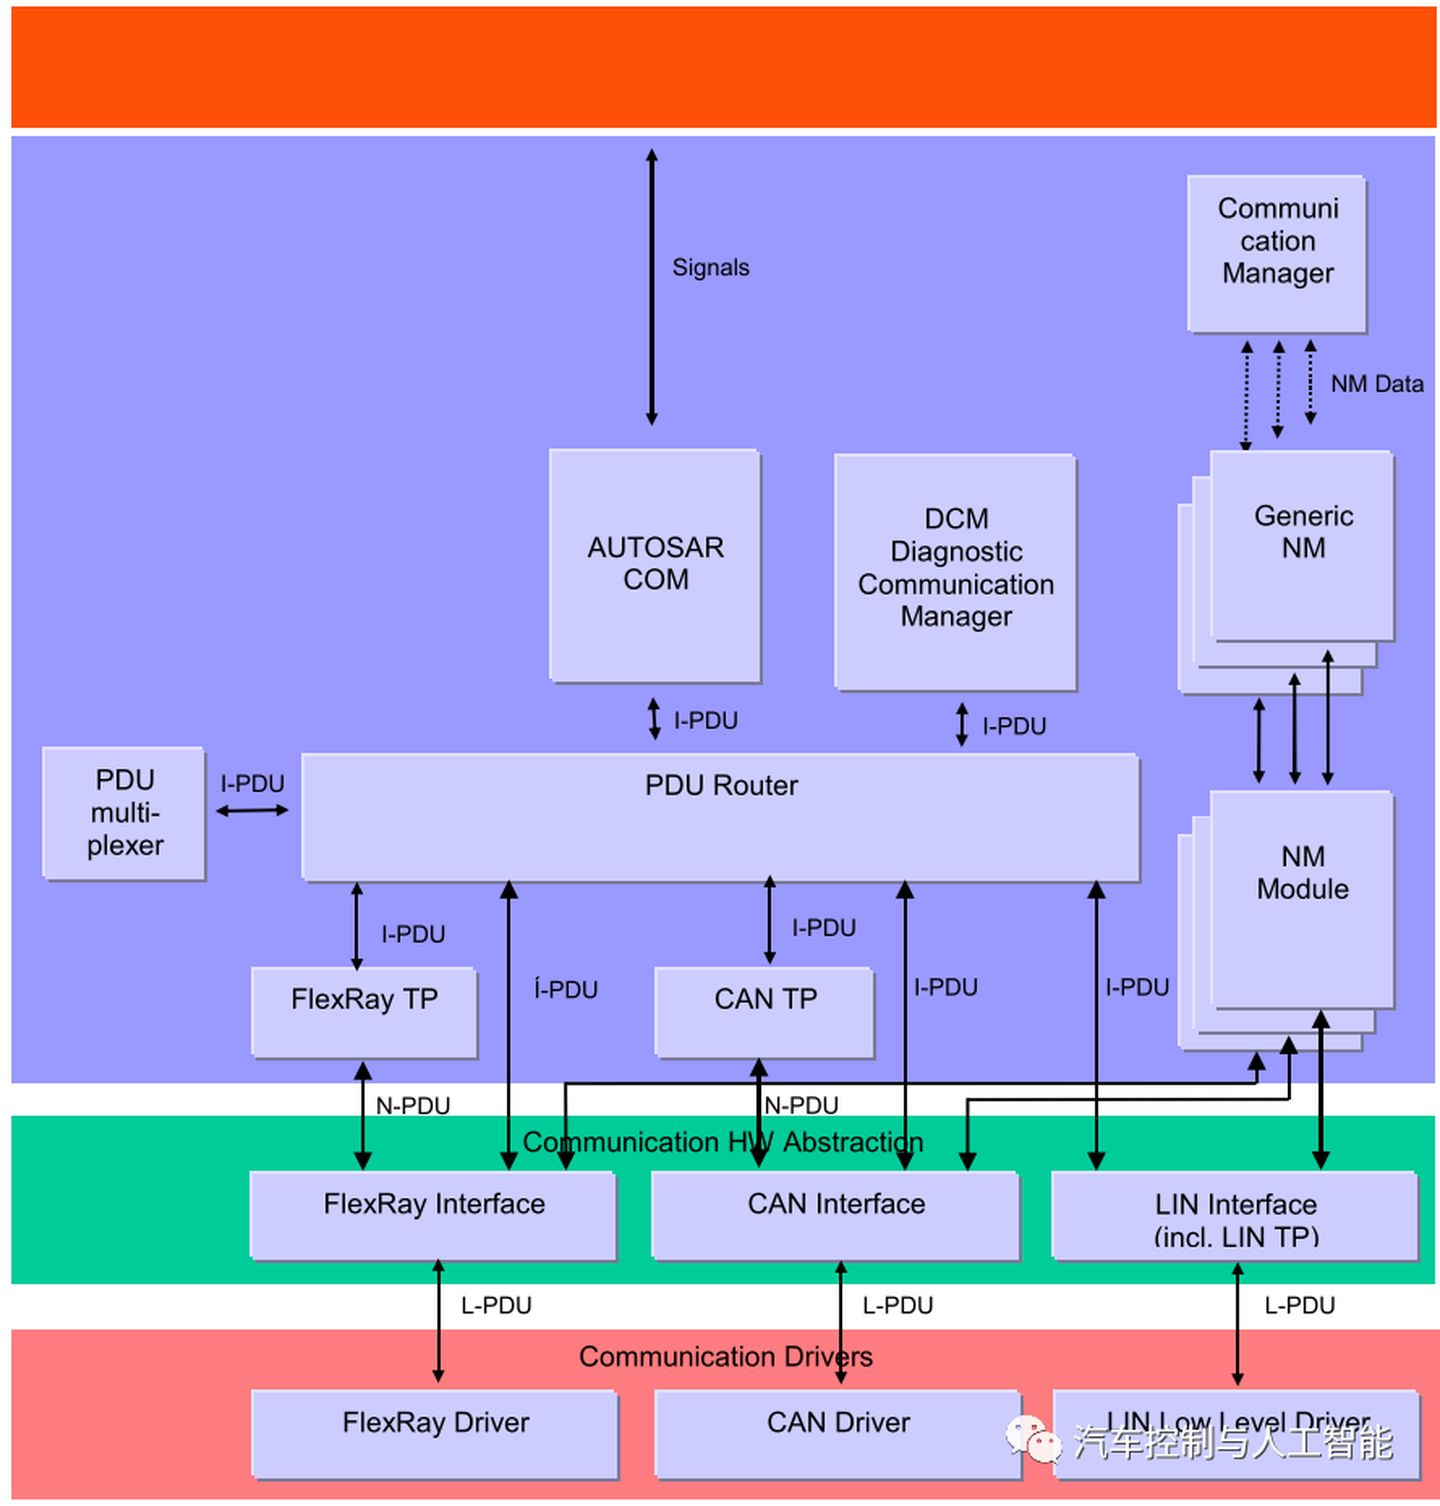 Signals
Communi
cation
Manager
NM Data
AUTOSAR
COM
DCM
Diagnostic
Communication
Manager
Generic
NM
I-PDU
I-PDU
PDU
multi-
plexer
I-PDU
PDU Router
NM
Module
I-PDU
I-PDU
FlexRay TP
Í-PDU
CAN TP
I-PDU
I-PDU
N-PDU
N-PDU
Communication HW Abstraction
FlexRay Interface
CAN Interface
LIN Interface
(incl. LIN TP)
L-PDU
L-PDU
L-PDU
Communication Drivers
FlexRay Driver
CAN Driver
LIN Low Level Driver
汽车控制与人工智能